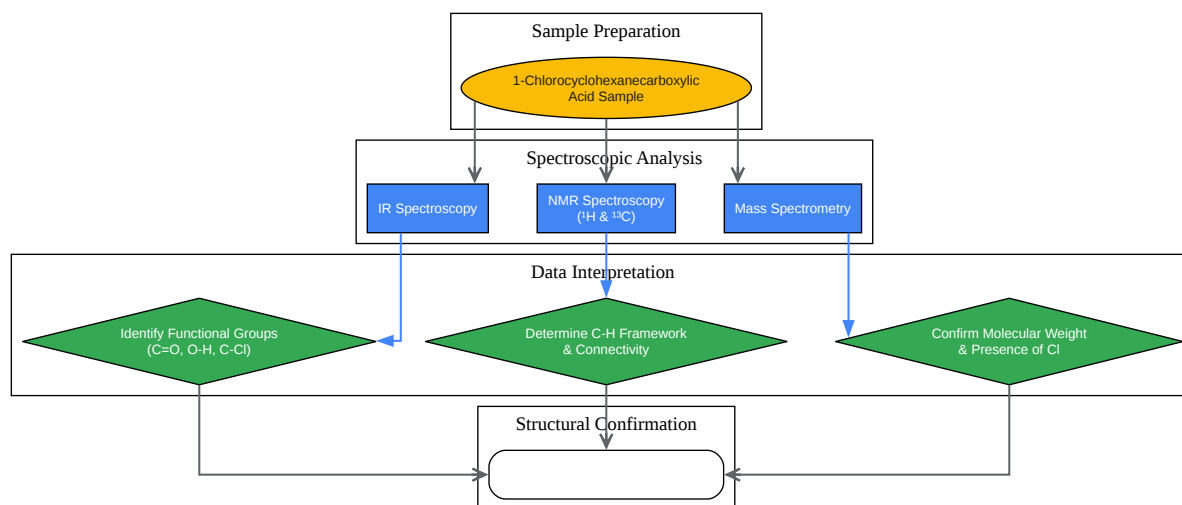 Sample Preparation
1-Chlorocyclohexanecarboxylic
Acid Sample
Spectroscopic Analysis
IR Spectroscopy
NMR Spectroscopy
(¹H & ¹³C)
Mass Spectrometry
Data Interpretation
Identify Functional Groups
(C=O, O-H, C-Cl)
Determine C-H Framework
& Connectivity
Confirm Molecular Weight
& Presence of Cl
Structural Confirmation